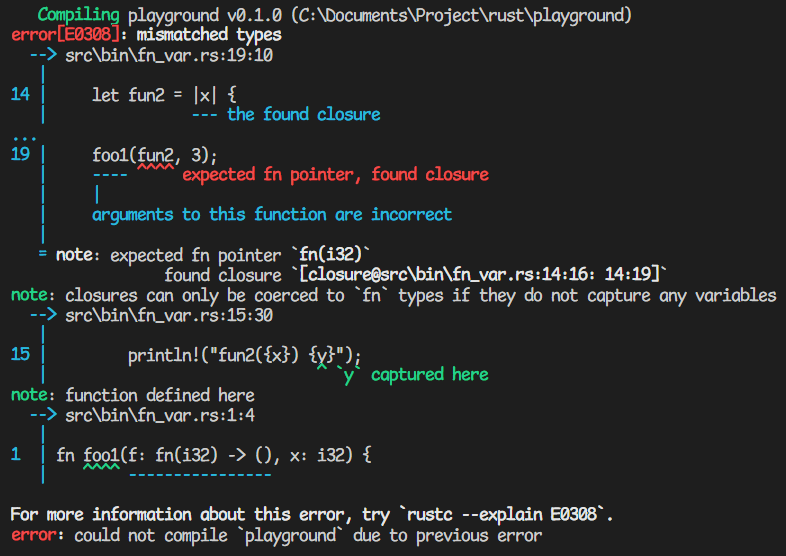 Compiling playground v0.1.0 (C:\Documents\Project\rust\playground)
error[E0308]: mismatched types
--> src\bin\fn_var.rs:19:10
|
14 |     let fun2 = |x| {
|                --- the found closure
...
19 |     foo1(fun2, 3);
|     ----      expected fn pointer, found closure
|     |
|     arguments to this function are incorrect
|
= note: expected fn pointer `fn(i32)`
found closure `[closure@src\bin\fn_var.rs:14:16: 14:19]`
note: closures can only be coerced to `fn` types if they do not capture any variables
--> src\bin\fn_var.rs:15:30
|
15 |         println!("fun2({x}) {y}");
|                              `y` captured here
note: function defined here
--> src\bin\fn_var.rs:1:4
|
1 | fn foo1(f: fn(i32) -> (), x: i32) {
|         ----------------
For more information about this error, try `rustc --explain E0308`.
error: could not compile `playground` due to previous error